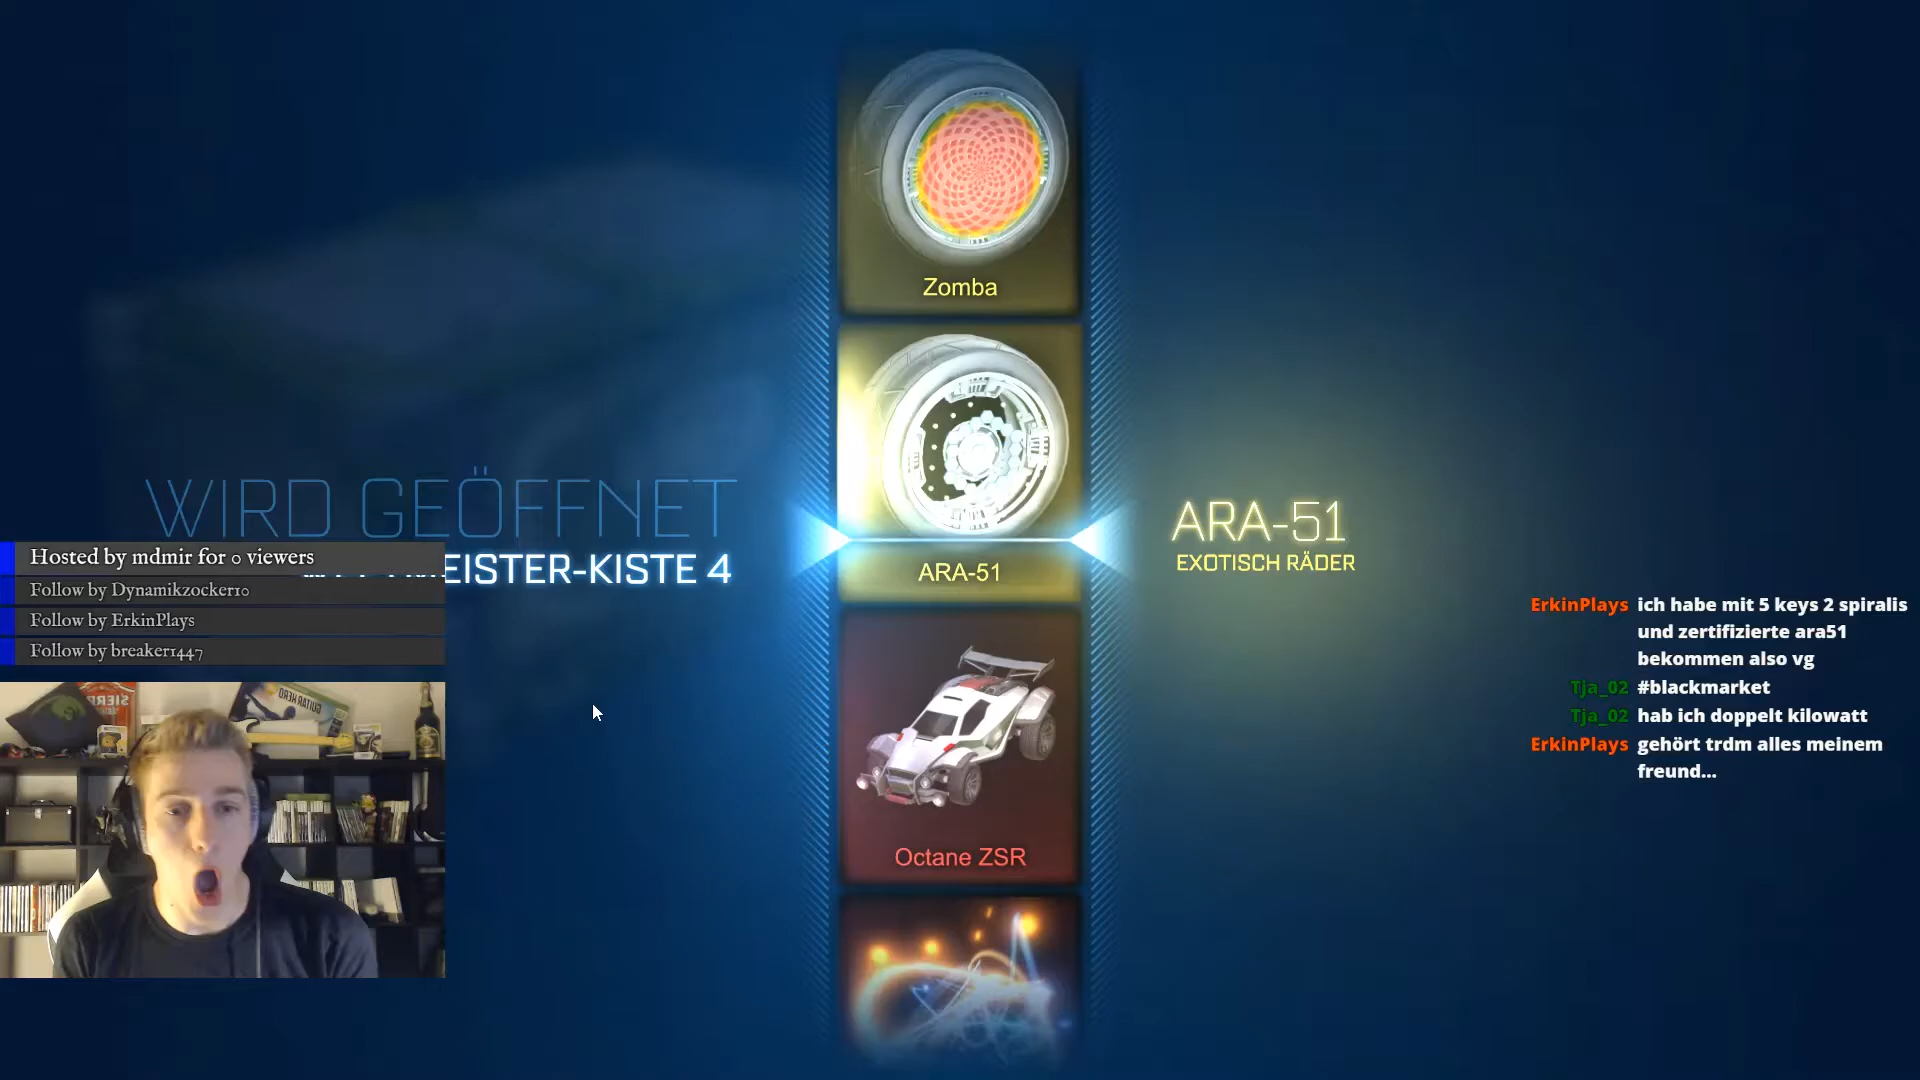 Zomba
WIRD GEÖFFNET
EISTER-KISTE 4
ARA-51
ARA-51
EXOTISCH RÄDER
Octane ZSR
Hosted by mdmir for 0 viewers
Follow by Dynamikzocker10
Follow by ErkinPlays
Follow by breaker1447
GUITAR HERO
ErkinPlays ich habe mit 5 keys 2 spiralis
und zertifizierte ara51
bekommen also vg
Tja_02 #blackmarket
Tja_02 hab ich doppelt kilowatt
ErkinPlays gehört trdm alles meinem
freund...